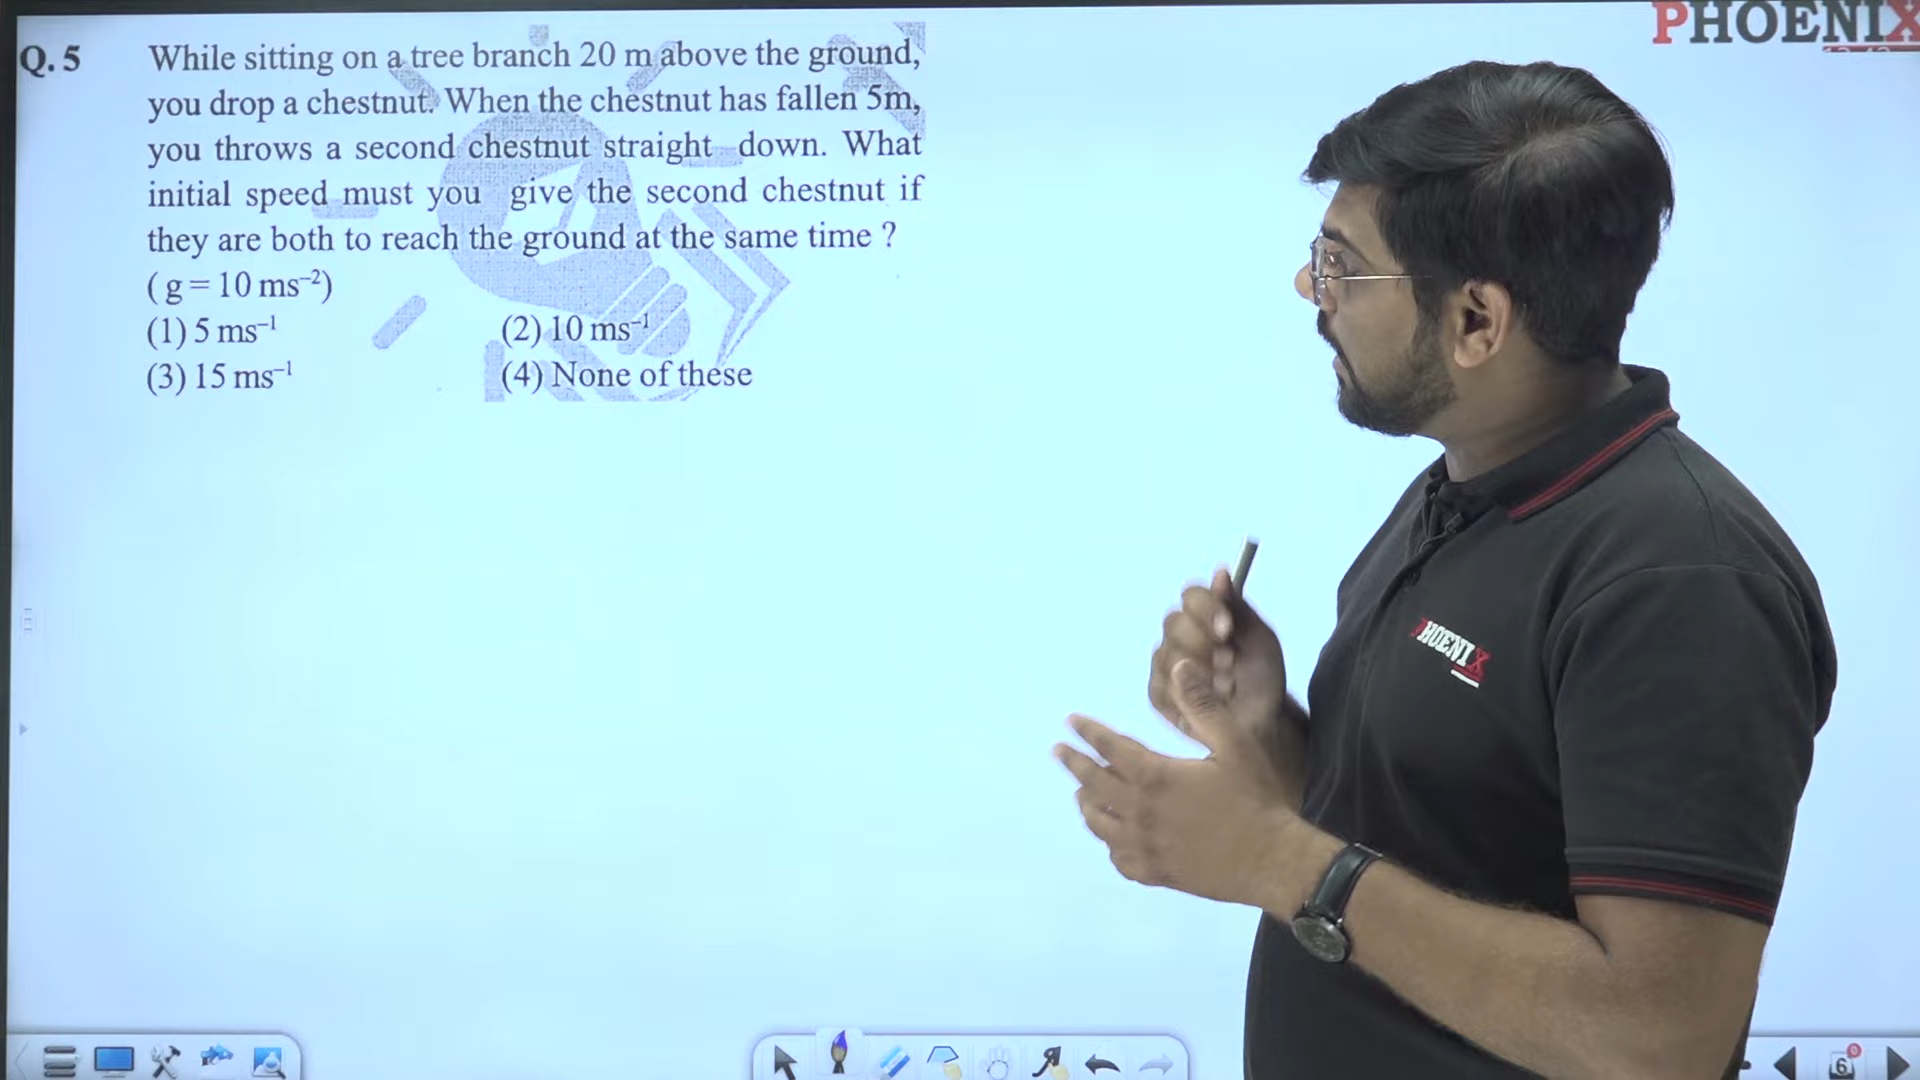 PHOENIX
Q. 5 While sitting on a tree branch 20 m above the ground,
you drop a chestnut. When the chestnut has fallen 5m,
you throws a second chestnut straight down. What
initial speed must you give the second chestnut if
they are both to reach the ground at the same time ?
( g = 10 ms⁻²)
(1) 5 ms⁻¹ (2) 10 ms⁻¹
(3) 15 ms⁻¹ (4) None of these
PHOENIX
6
0